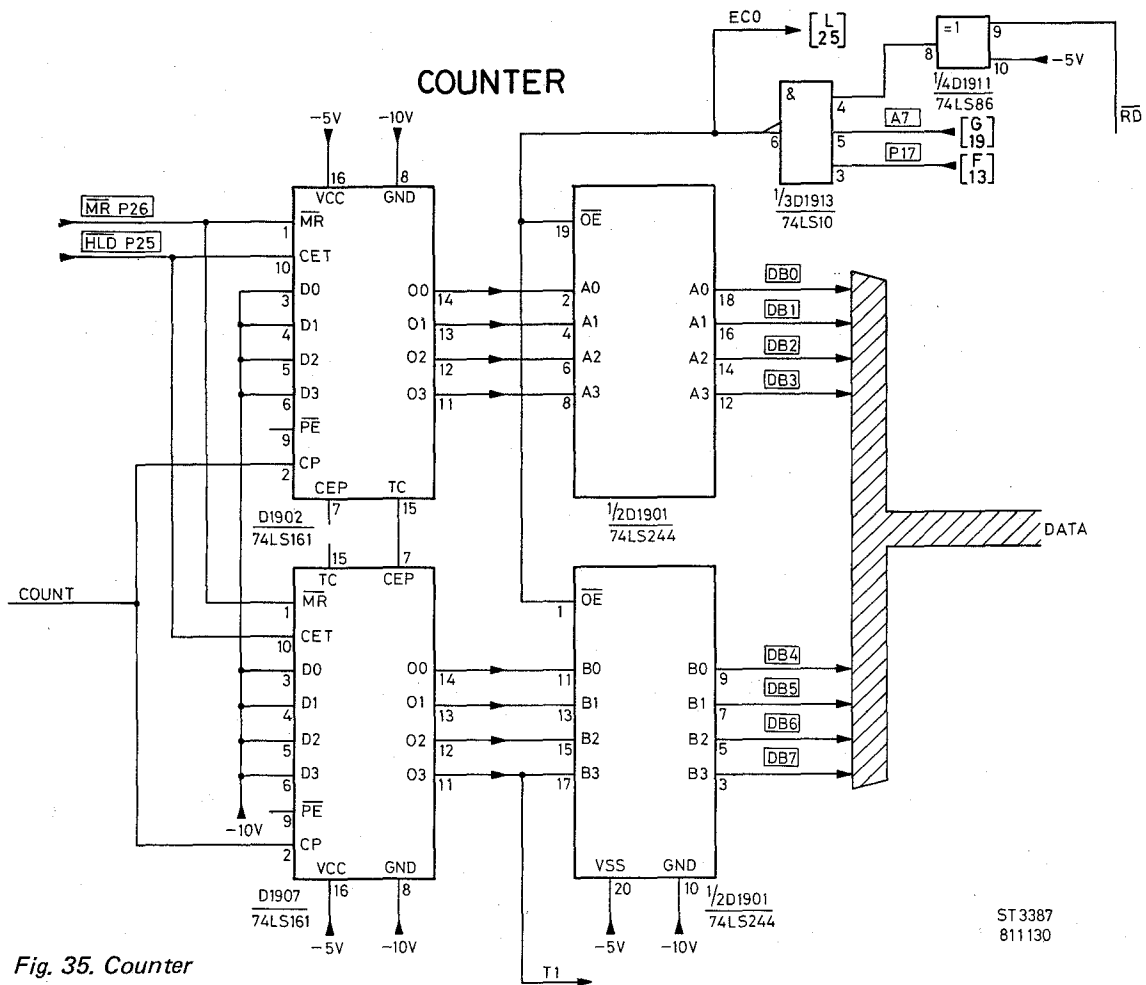 COUNTER
EC0
[L 25]
=1
8
9
10
-5V
1/4D1911
74LS86
RD
&
4
5
3
6
A7
[G 19]
P17
[F 13]
1/3D1913
74LS10
-5V
-10V
16
8
VCC
GND
MR P26
HLD P25
MR
1
CET
10
D0
3
D1
4
D2
5
D3
6
PE
9
CP
2
O0
14
O1
13
O2
12
O3
11
CEP
TC
7
15
D1902
74LS161
OE
19
A0
2
A1
4
A2
6
A3
8
A0
18
A1
16
A2
14
A3
12
DB0
DB1
DB2
DB3
1/2D1901
74LS244
DATA
COUNT
15
7
TC
CEP
MR
1
CET
10
D0
3
D1
4
D2
5
D3
6
PE
9
CP
2
-10V
O0
14
O1
13
O2
12
O3
11
VCC
GND
16
8
D1907
74LS161
-5V
-10V
OE
1
B0
11
B1
13
B2
15
B3
17
B0
9
B1
7
B2
5
B3
3
DB4
DB5
DB6
DB7
VSS
GND
20
10
1/2D1901
74LS244
-5V
-10V
T1
ST3387
811130
Fig. 35. Counter